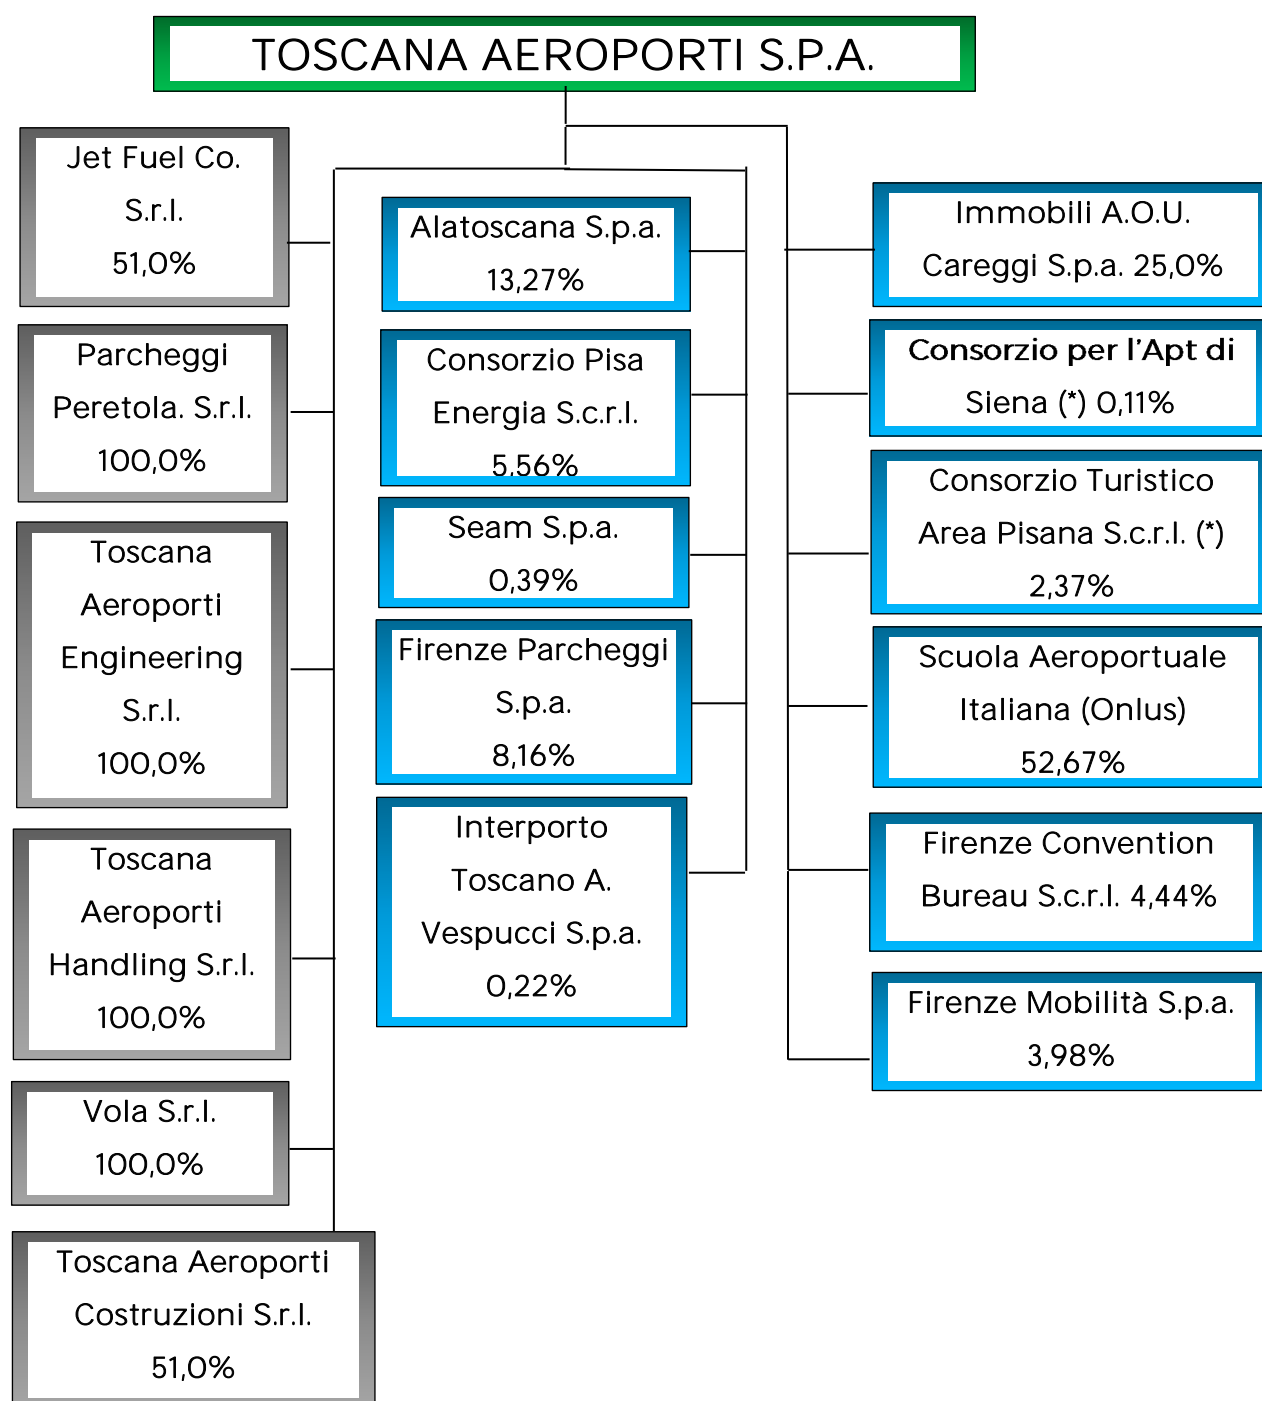 TOSCANA AEROPORTI S.P.A.
Jet Fuel Co.
S.r.l.
51,0%
Parcheggi
Peretola. S.r.l.
100,0%
Toscana
Aeroporti
Engineering
S.r.l.
100,0%
Toscana
Aeroporti
Handling S.r.l.
100,0%
Vola S.r.l.
100,0%
Toscana Aeroporti
Costruzioni S.r.l.
51,0%
Alatoscana S.p.a.
13,27%
Consorzio Pisa
Energia S.c.r.l.
5,56%
Seam S.p.a.
0,39%
Firenze Parcheggi
S.p.a.
8,16%
Interporto
Toscano A.
Vespucci S.p.a.
0,22%
Immobili A.O.U.
Careggi S.p.a. 25,0%
Consorzio per l’Apt di
Siena (*) 0,11%
Consorzio Turistico
Area Pisana S.c.r.l. (*)
2,37%
Scuola Aeroportuale
Italiana (Onlus)
52,67%
Firenze Convention
Bureau S.c.r.l. 4,44%
Firenze Mobilità S.p.a.
3,98%